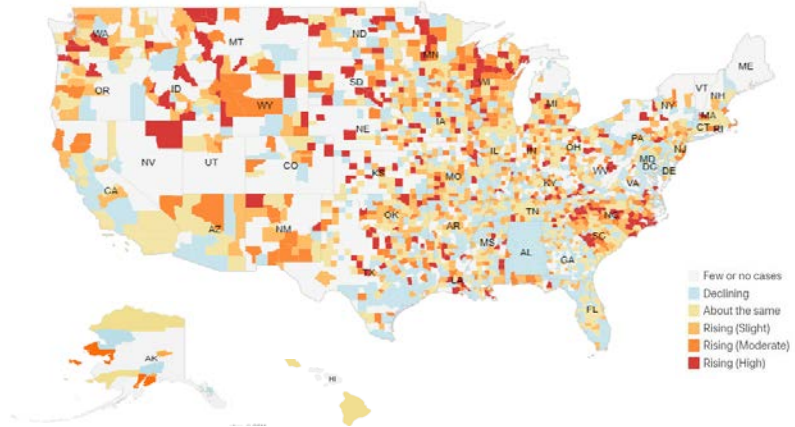 WA
MT
ND
MN
ME
OR
ID
SD
WI
VT
NH
WY
MI
NY
MA
CT RI
IA
NE
PA
NJ
NV
UT
CO
IL
IN
OH
MD
DC
DE
CA
KS
MO
WV
VA
KY
AZ
NM
OK
AR
TN
NC
SC
MS
AL
GA
TX
LA
FL
AK
HI
Few or no cases
Declining
About the same
Rising (Slight)
Rising (Moderate)
Rising (High)